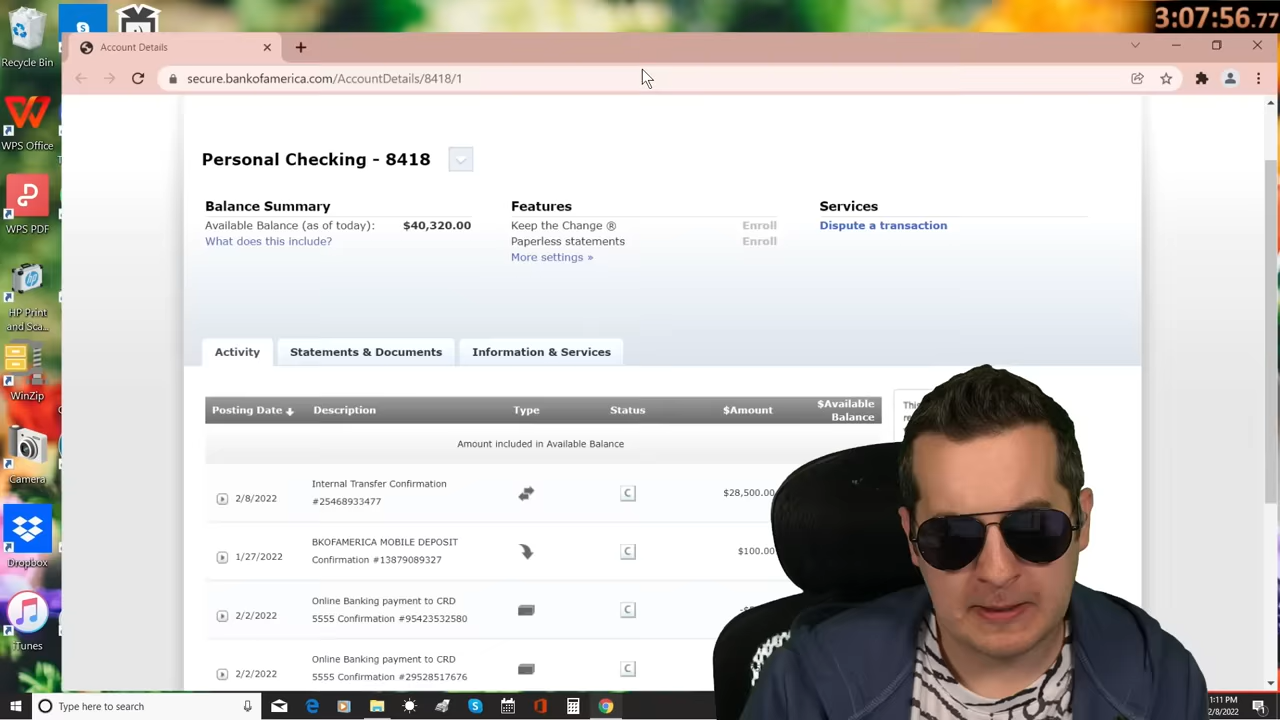 3:07:56.77
Recycle Bin
Account Details
secure.bankofamerica.com/AccountDetails/8418/1
WPS Office
WPS PDF
HP Print
and Sca...
WinZip
Camera
Dropbox
iTunes
Personal Checking - 8418
Balance Summary
Available Balance (as of today): $40,320.00
What does this include?
Features
Keep the Change ® Enroll
Paperless statements Enroll
More settings »
Services
Dispute a transaction
Activity Statements & Documents Information & Services
Posting Date Description Type Status $Amount $Available
Balance
Amount included in Available Balance
2/8/2022 Internal Transfer Confirmation C $28,500.00
#25468933477
1/27/2022 BKOFAMERICA MOBILE DEPOSIT C $100.00
Confirmation #13879089327
2/2/2022 Online Banking payment to CRD C
5555 Confirmation #95423532580
2/2/2022 Online Banking payment to CRD C
5555 Confirmation #29528517676
This
Type here to search
1:11 PM
2/8/2022